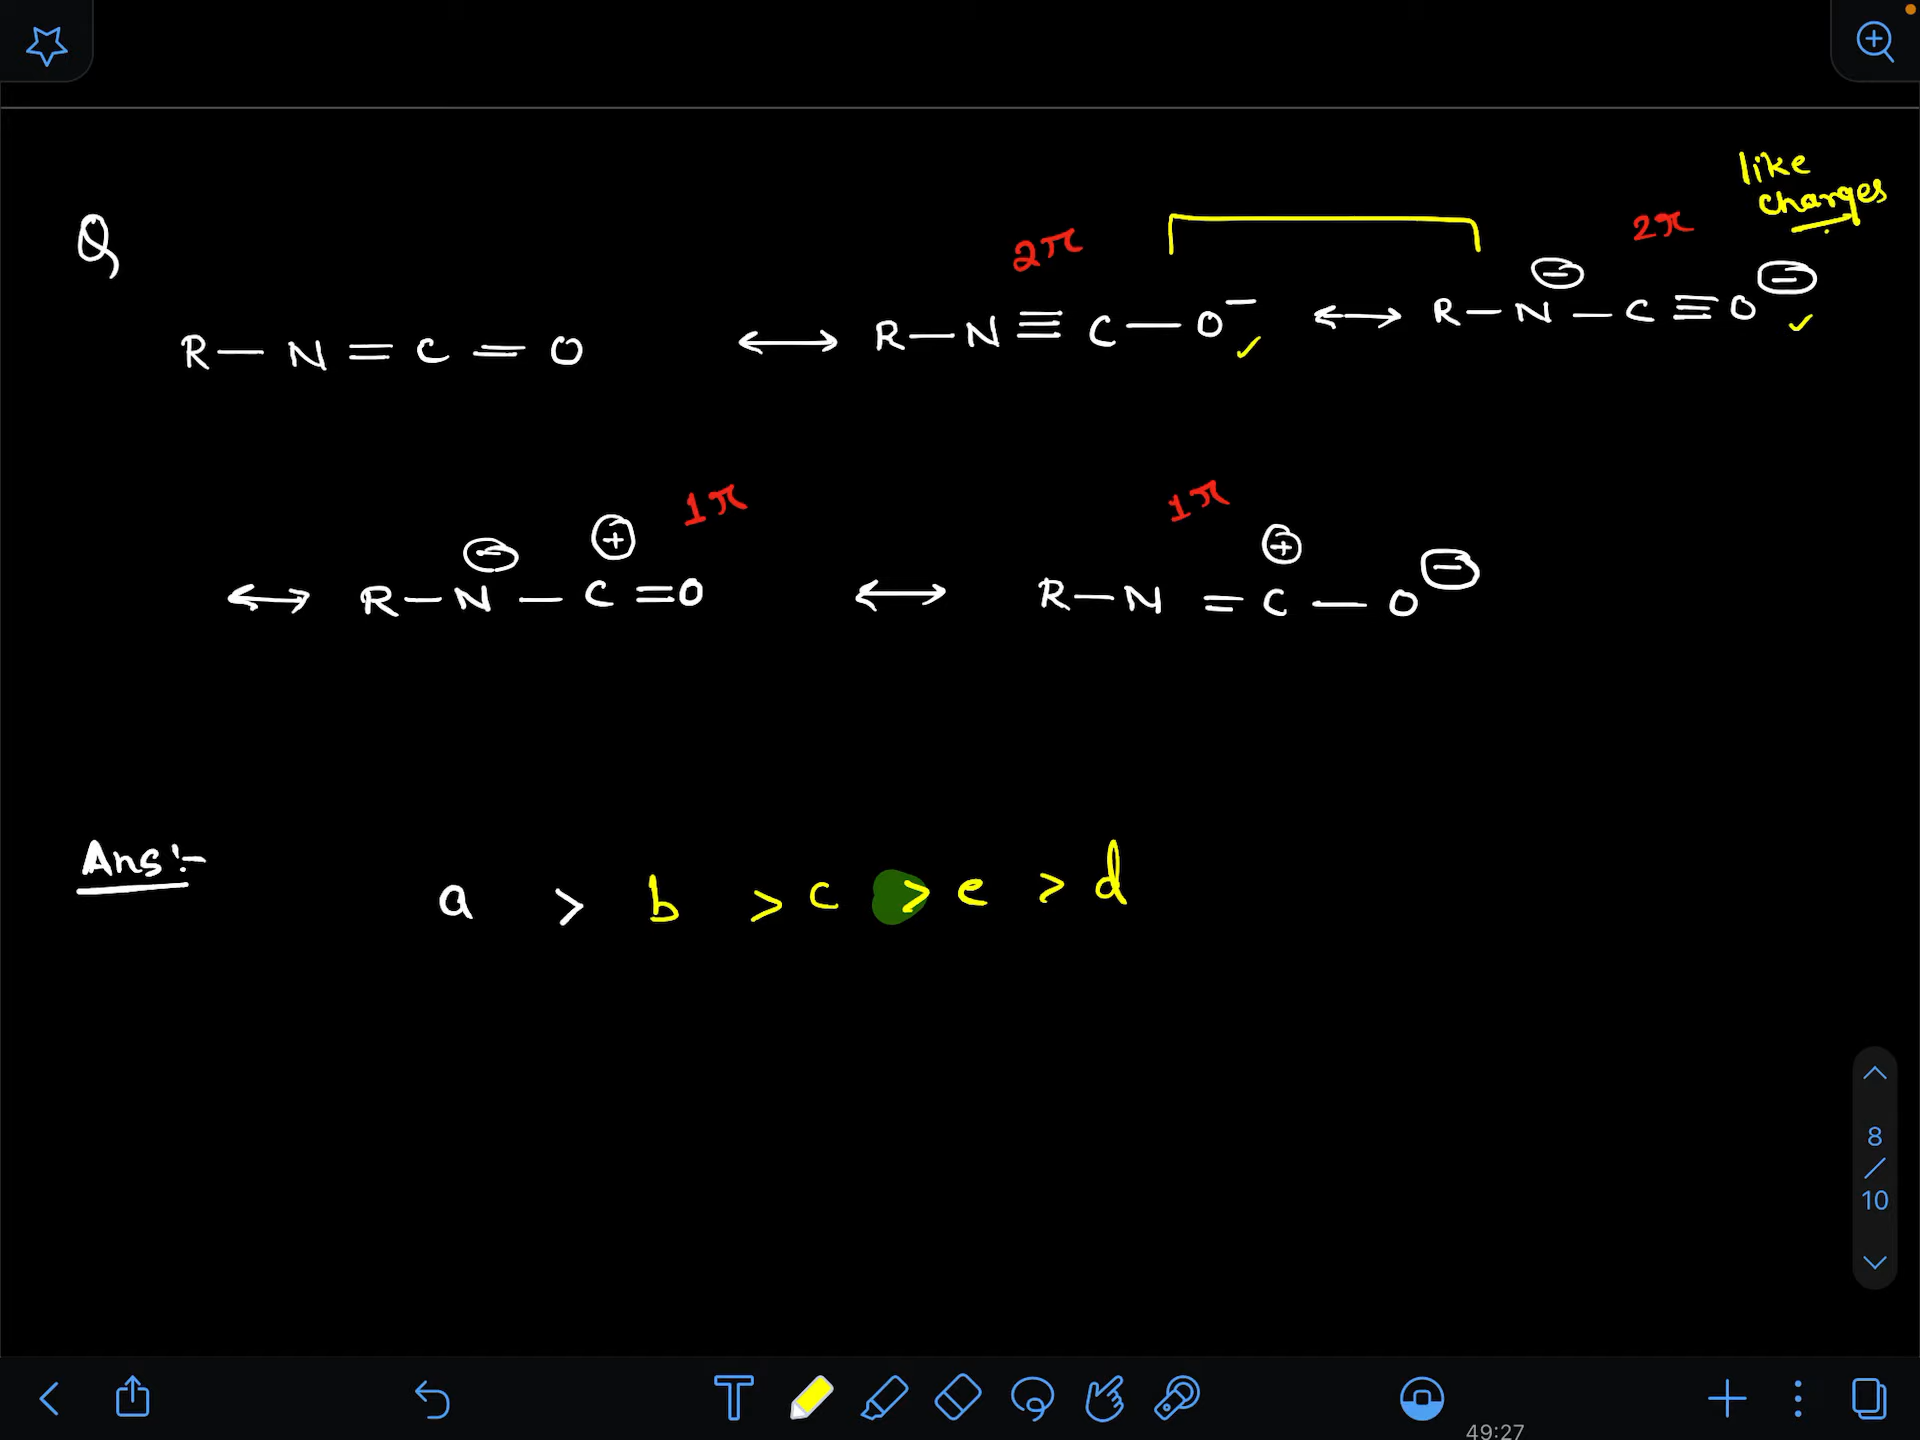 like
charges
Q
2π
2π
R — N = C = O ⟷ R — N ≡ C — O⁻ ✓ ⟷ R — N⊖ — C ≡ O⊖ ✓
1π
1π
⟷ R — N⊖ — C⊕ = O ⟷ R — N = C⊕ — O⊖
Ans:- a > b > c > e > d
8
/
10
49:27